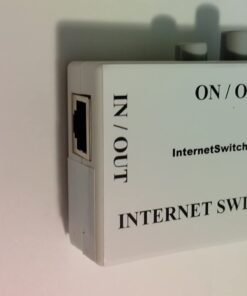 ON / O
IN / OUT
InternetSwitch
INTERNET SWI